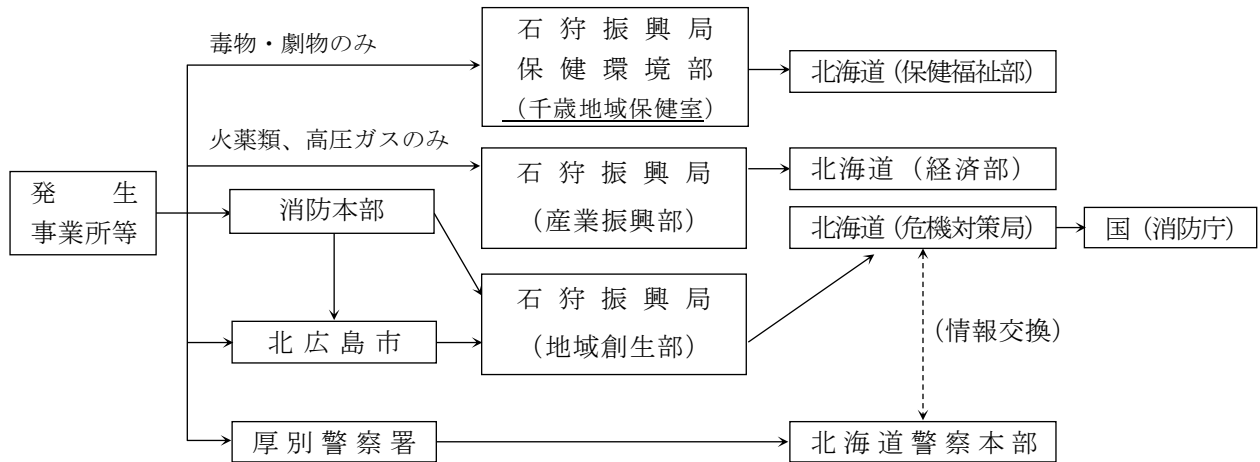 毒物・劇物のみ
石狩振興局
保健環境部
（千歳地域保健室）
北海道（保健福祉部）
火薬類、高圧ガスのみ
石狩振興局
（産業振興部）
北海道（経済部）
発生
事業所等
消防本部
北海道（危機対策局）
国（消防庁）
石狩振興局
（地域創生部）
北広島市
（情報交換）
厚別警察署
北海道警察本部